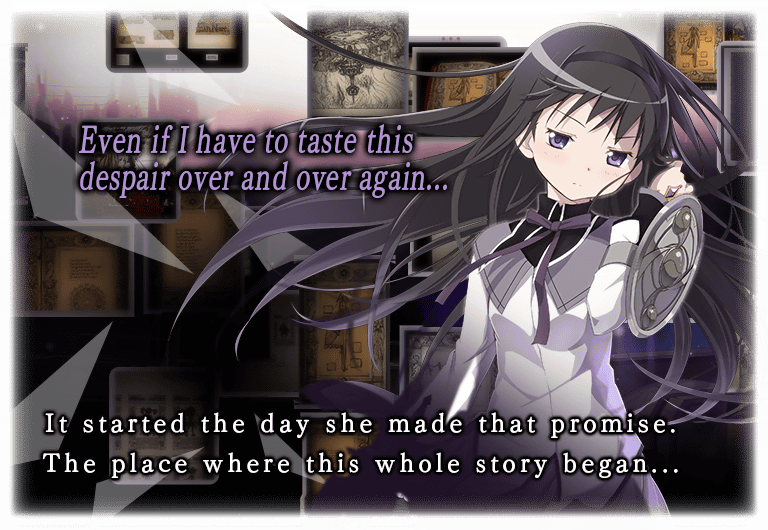 Even if I have to taste this
despair over and over again...
It started the day she made that promise.
The place where this whole story began...